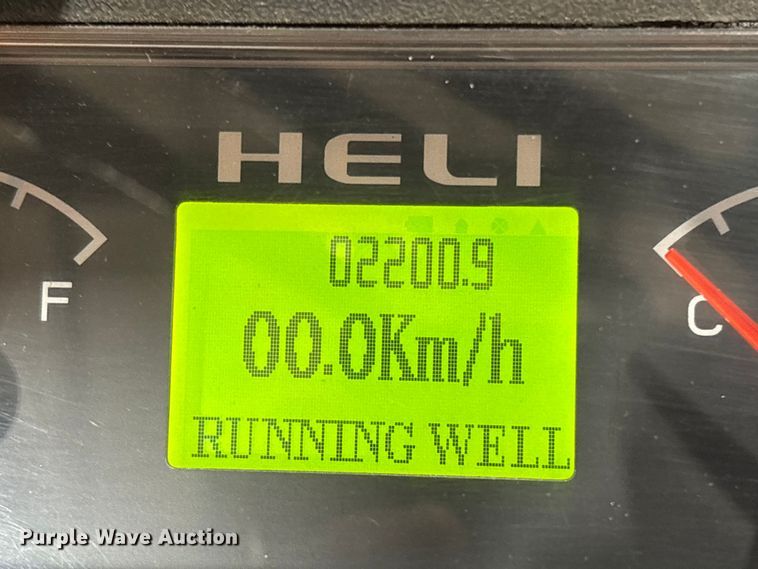 HELI
02200.9
F
00.0Km/h
C
RUNNING WELL
Purple Wave Auction